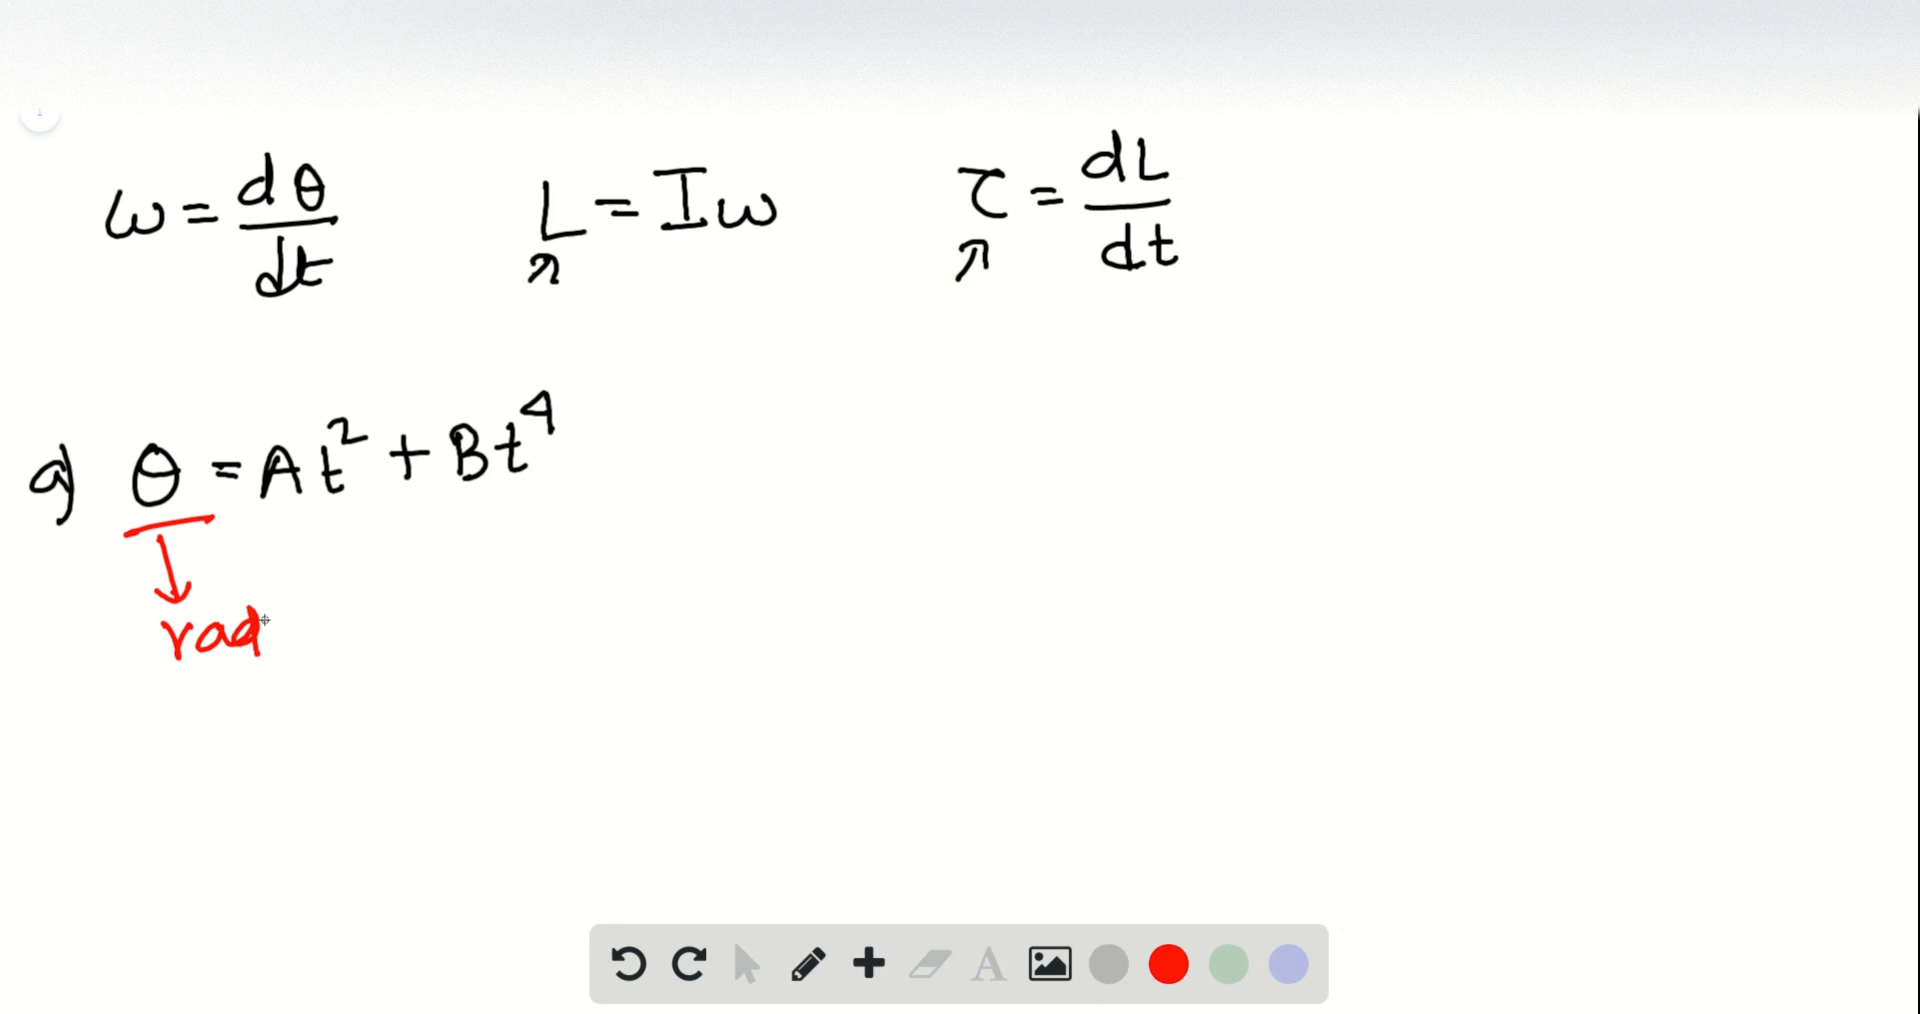 ω = dθ/dt L = Iω τ = dL/dt
a) θ = At² + Bt⁴
rad
A